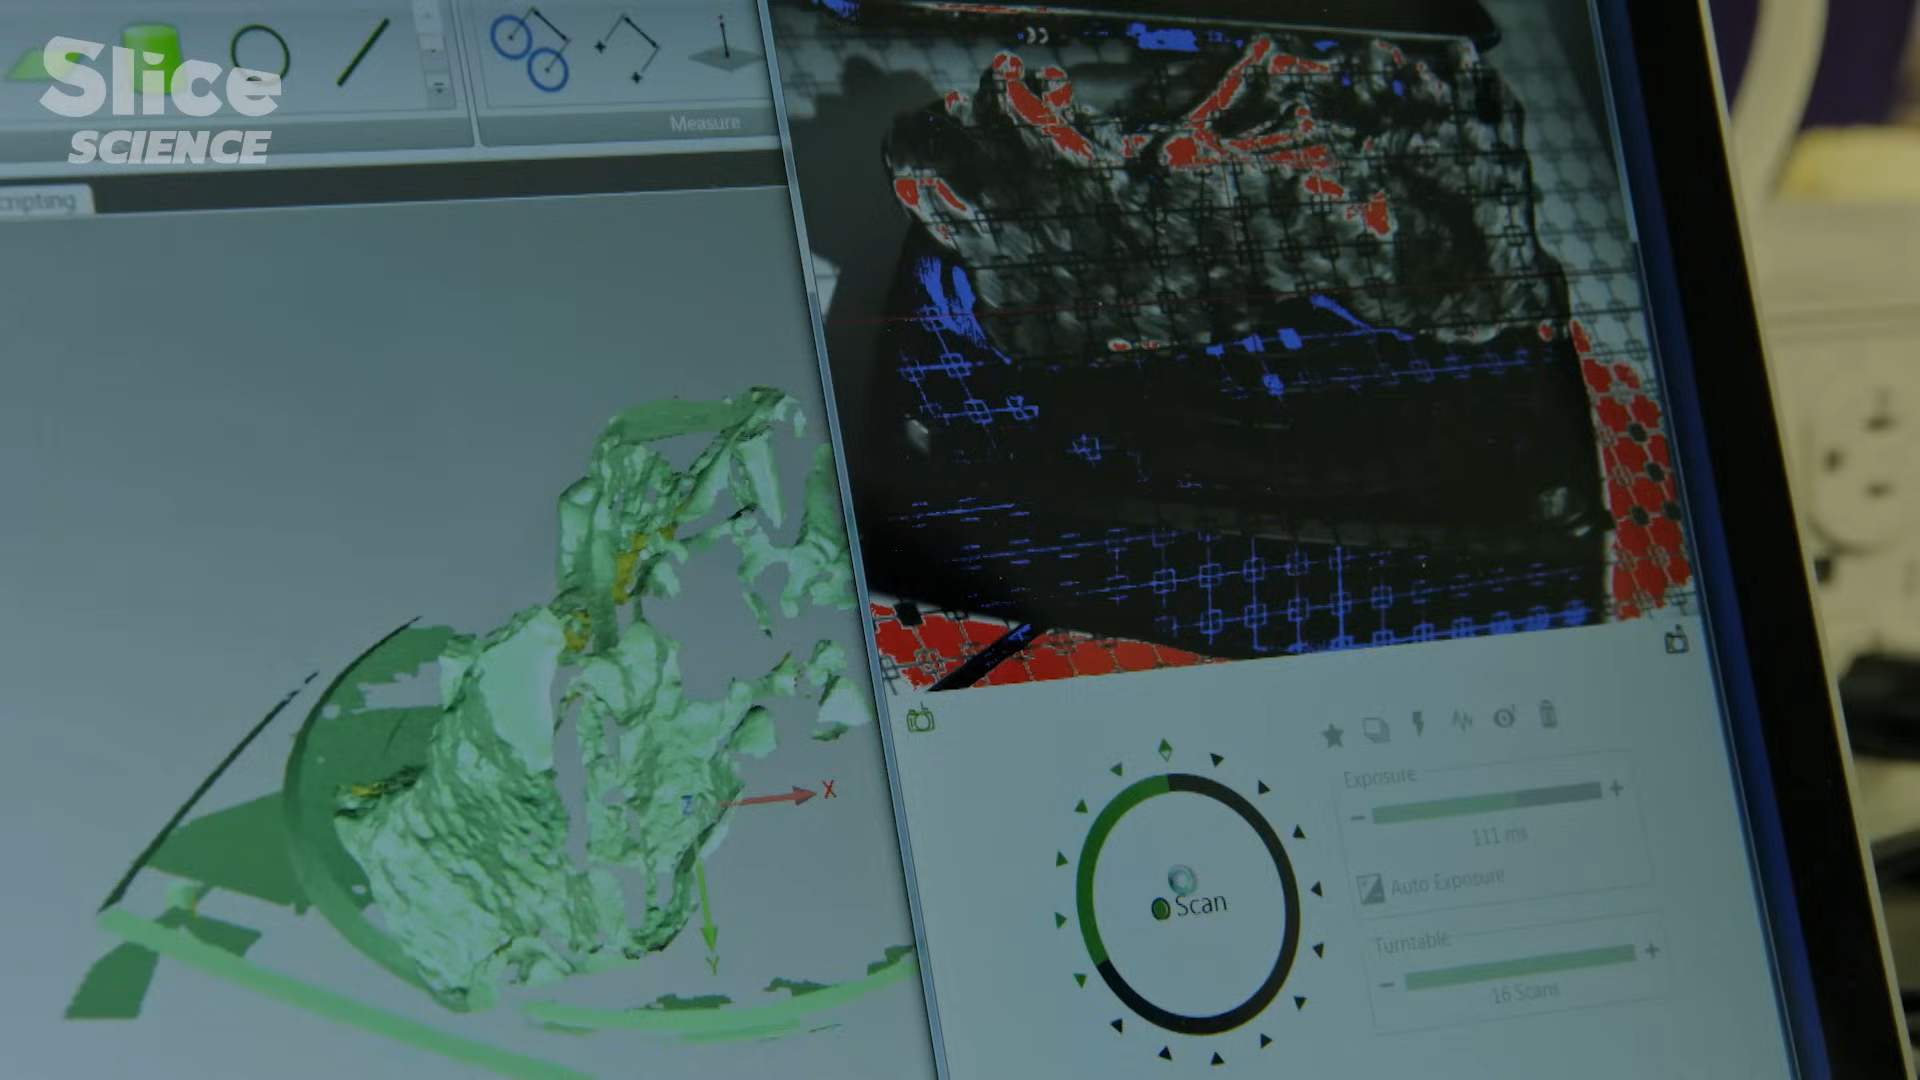 Slice
SCIENCE
Measure
cripting
X
Z
Y
Scan
Exposure
111 ms
Auto Exposure
Turntable
16 Scans